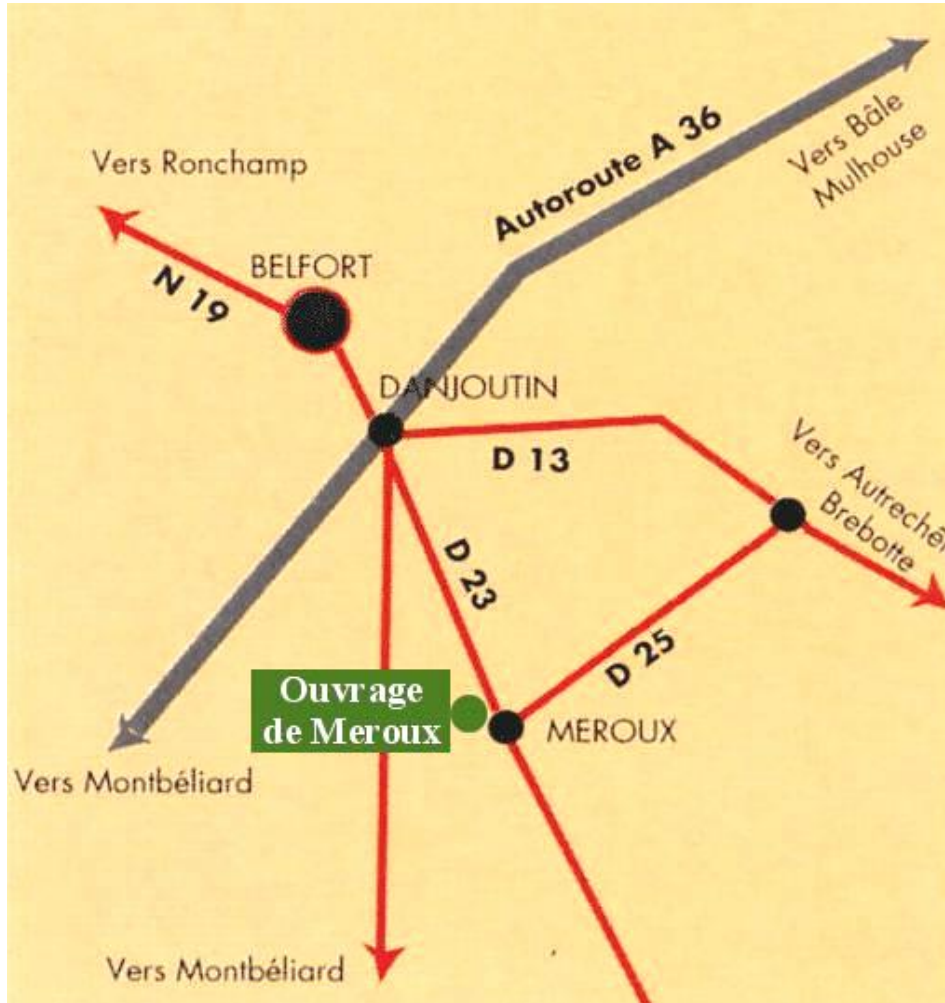 Autoroute A 36
Vers Bâle
Mulhouse
Vers Ronchamp
BELFORT
N 19
DANJOUTIN
D 13
Vers Autrechên
Brebotte
D 23
D 25
Ouvrage
de Meroux
MEROUX
Vers Montbéliard
Vers Montbéliard